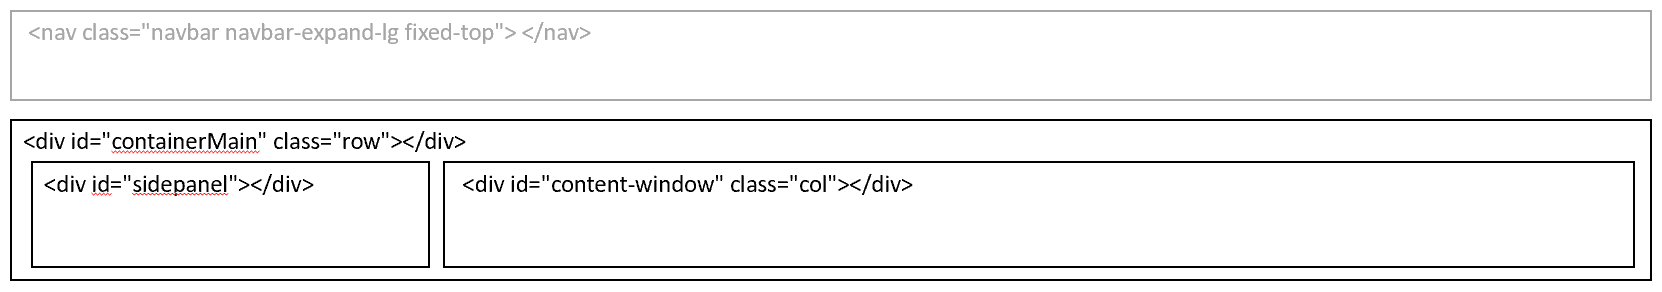 <nav class="navbar navbar-expand-lg fixed-top"> </nav>
<div id="containerMain" class="row"></div>
<div id="sidepanel"></div>
<div id="content-window" class="col"></div>